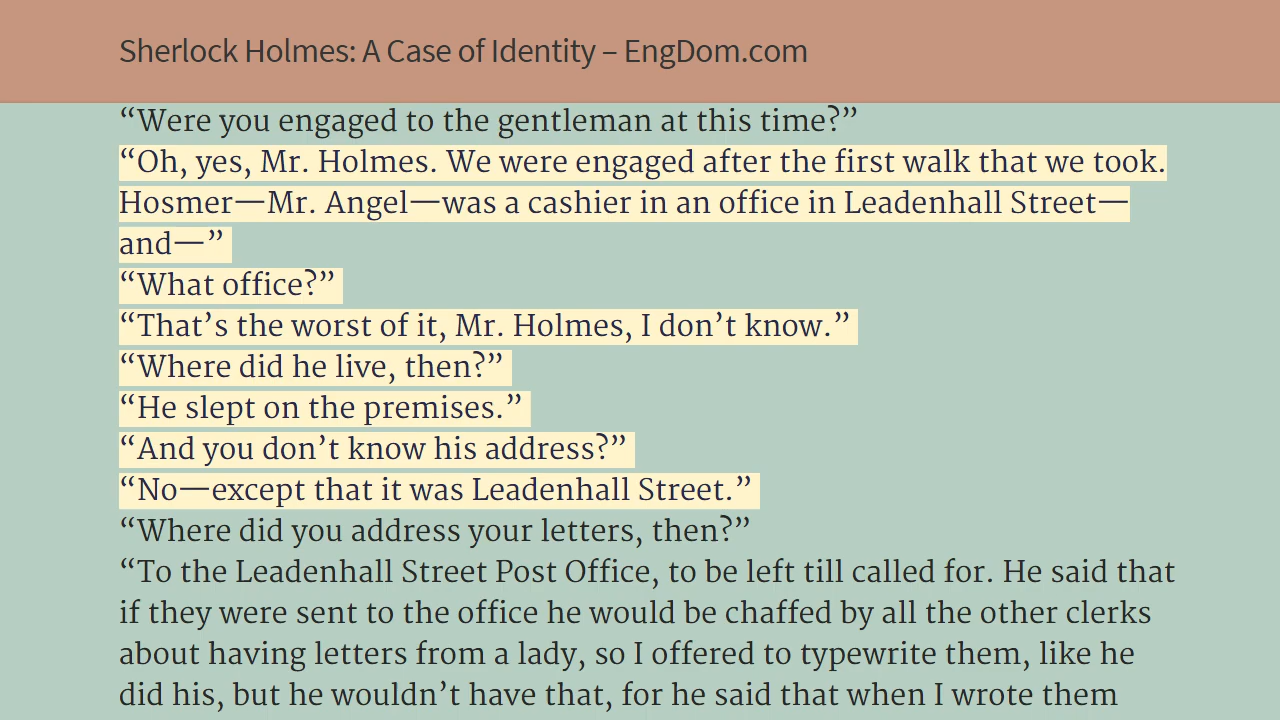 Sherlock Holmes: A Case of Identity – EngDom.com
“Were you engaged to the gentleman at this time?”
“Oh, yes, Mr. Holmes. We were engaged after the first walk that we took.
Hosmer—Mr. Angel—was a cashier in an office in Leadenhall Street—
and—”
“What office?”
“That’s the worst of it, Mr. Holmes, I don’t know.”
“Where did he live, then?”
“He slept on the premises.”
“And you don’t know his address?”
“No—except that it was Leadenhall Street.”
“Where did you address your letters, then?”
“To the Leadenhall Street Post Office, to be left till called for. He said that
if they were sent to the office he would be chaffed by all the other clerks
about having letters from a lady, so I offered to typewrite them, like he
did his, but he wouldn’t have that, for he said that when I wrote them